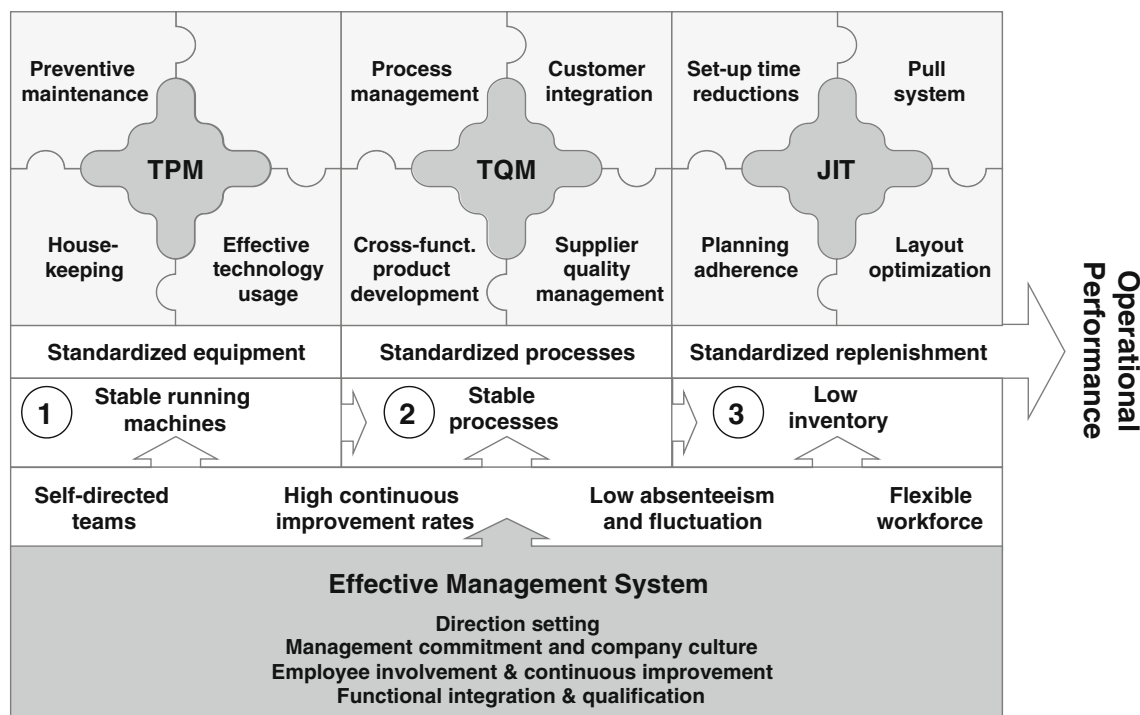 Preventive
maintenance
TPM
House-
keeping
Effective
technology
usage
Process
management
Customer
integration
TQM
Cross-funct.
product
development
Supplier
quality
management
Set-up time
reductions
Pull
system
JIT
Planning
adherence
Layout
optimization
Standardized equipment
Standardized processes
Standardized replenishment
1
Stable running
machines
2
Stable
processes
3
Low
inventory
Operational
Performance
Self-directed
teams
High continuous
improvement rates
Low absenteeism
and fluctuation
Flexible
workforce
Effective Management System
Direction setting
Management commitment and company culture
Employee involvement & continuous improvement
Functional integration & qualification